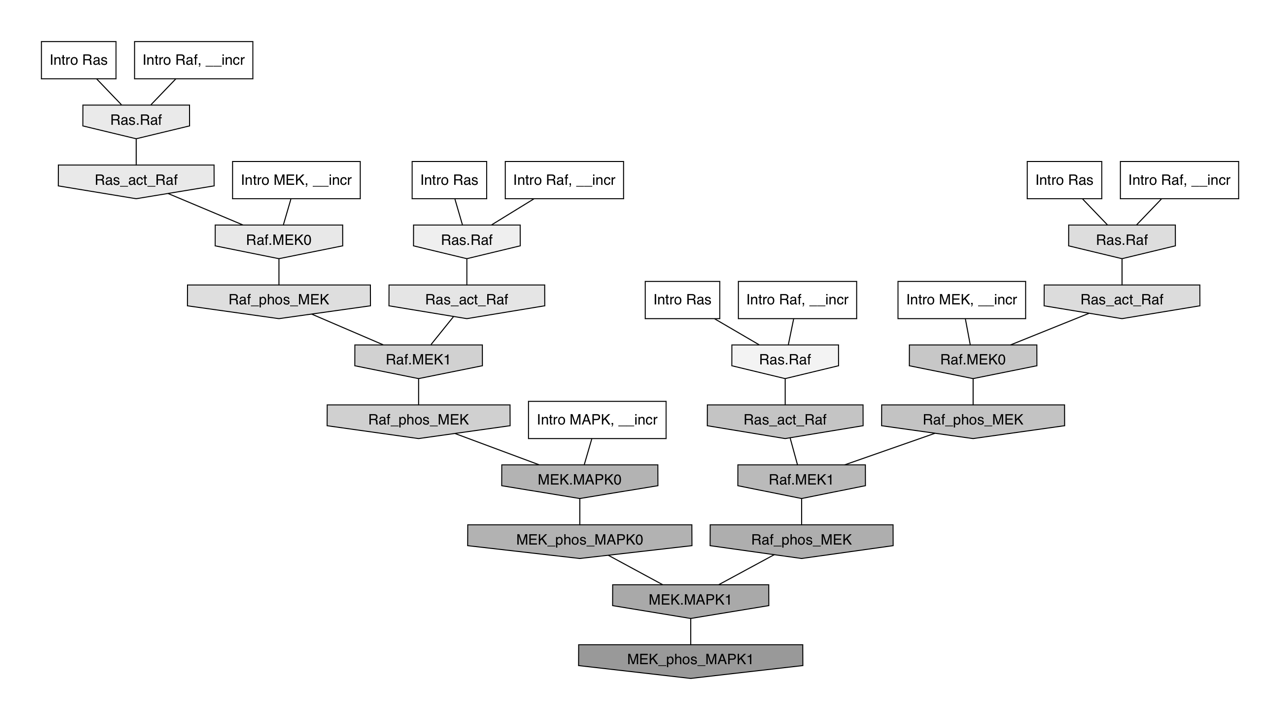 Intro Ras
Intro Raf, __incr
Ras.Raf
Ras_act_Raf
Intro MEK, __incr
Intro Ras
Intro Raf, __incr
Intro Ras
Intro Raf, __incr
Raf.MEK0
Ras.Raf
Ras.Raf
Raf_phos_MEK
Ras_act_Raf
Intro Ras
Intro Raf, __incr
Intro MEK, __incr
Ras_act_Raf
Raf.MEK1
Ras.Raf
Raf.MEK0
Raf_phos_MEK
Intro MAPK, __incr
Ras_act_Raf
Raf_phos_MEK
MEK.MAPK0
Raf.MEK1
MEK_phos_MAPK0
Raf_phos_MEK
MEK.MAPK1
MEK_phos_MAPK1